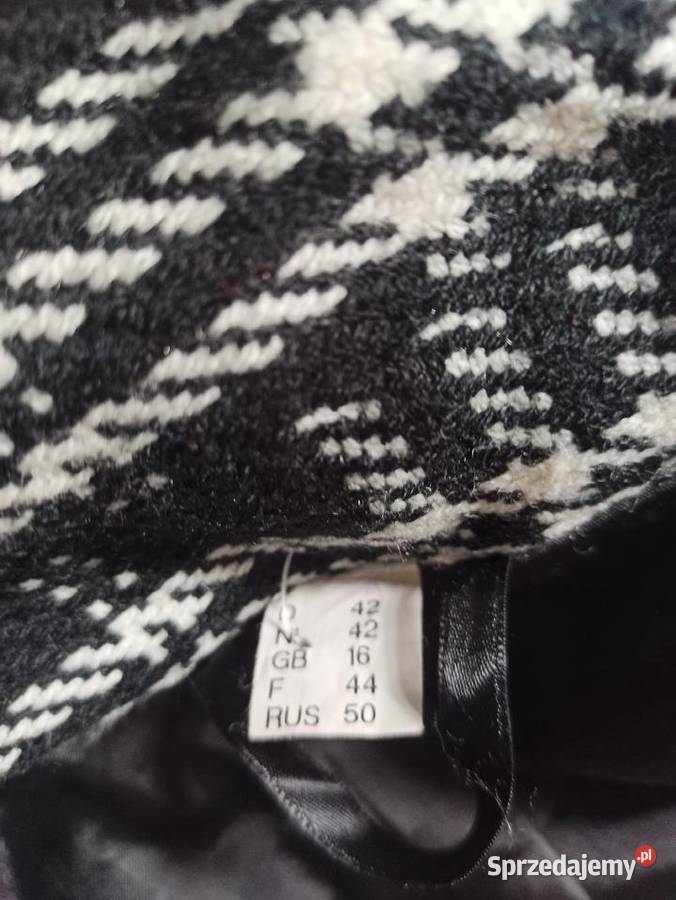 D 42
N 42
GB 16
F 44
RUS 50
Sprzedajemy.pl